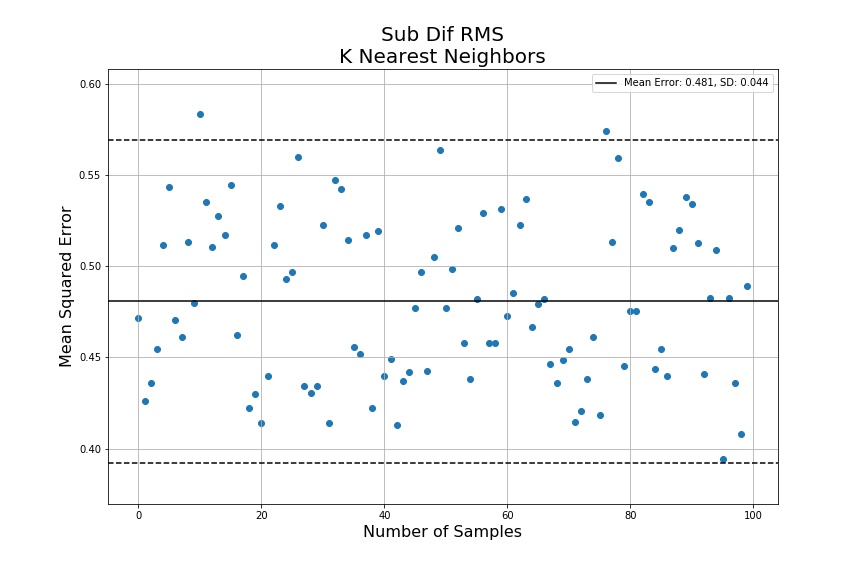 Sub Dif RMS
K Nearest Neighbors
Mean Error: 0.481, SD: 0.044
Mean Squared Error
0.60
0.55
0.50
0.45
0.40
0 20 40 60 80 100
Number of Samples